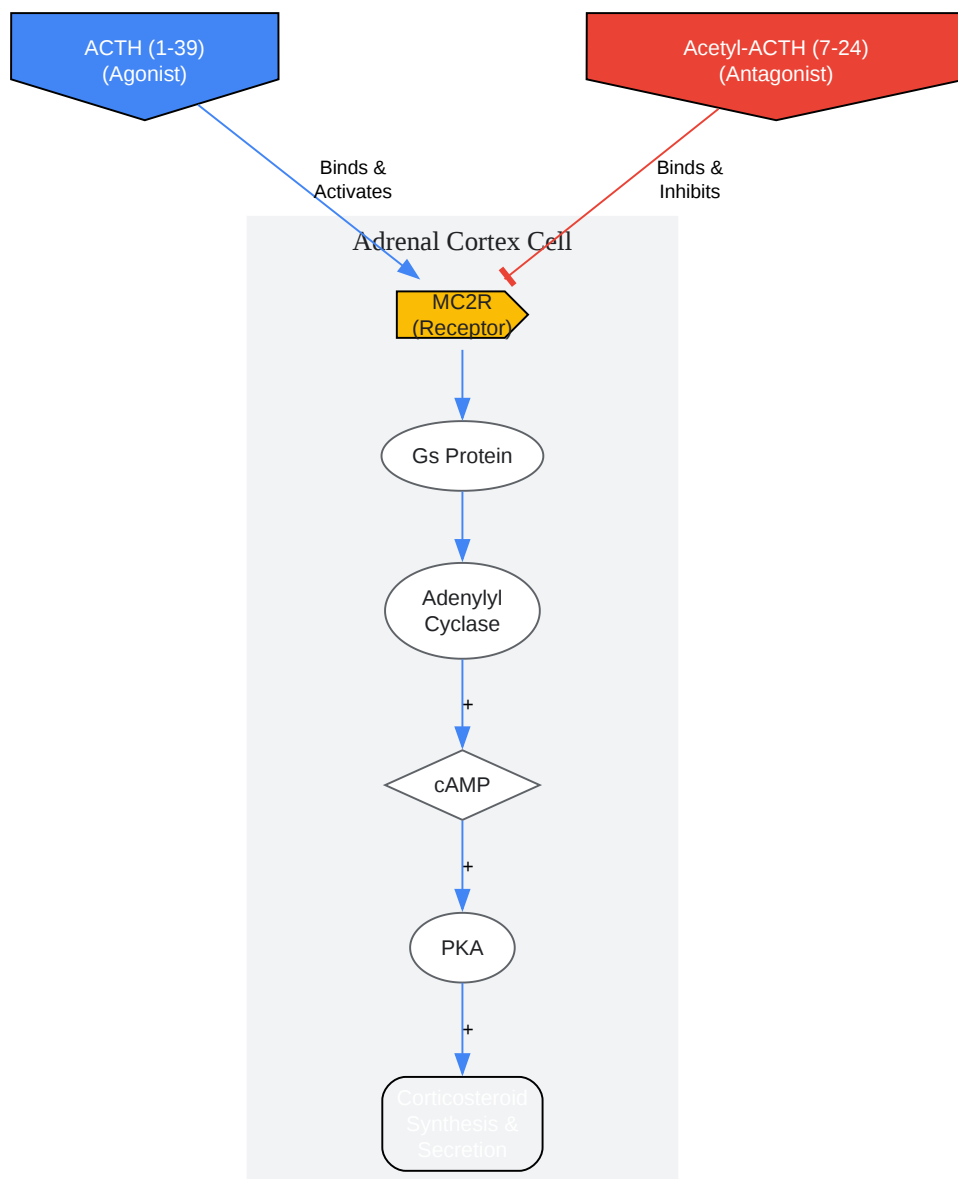 ACTH (1-39)
(Agonist)
Acetyl-ACTH (7-24)
(Antagonist)
Binds &
Activates
Binds &
Inhibits
Adrenal Cortex Cell
MC2R
(Receptor)
Gs Protein
Adenylyl
Cyclase
+
cAMP
+
PKA
+
Corticosteroid
Synthesis &
Secretion